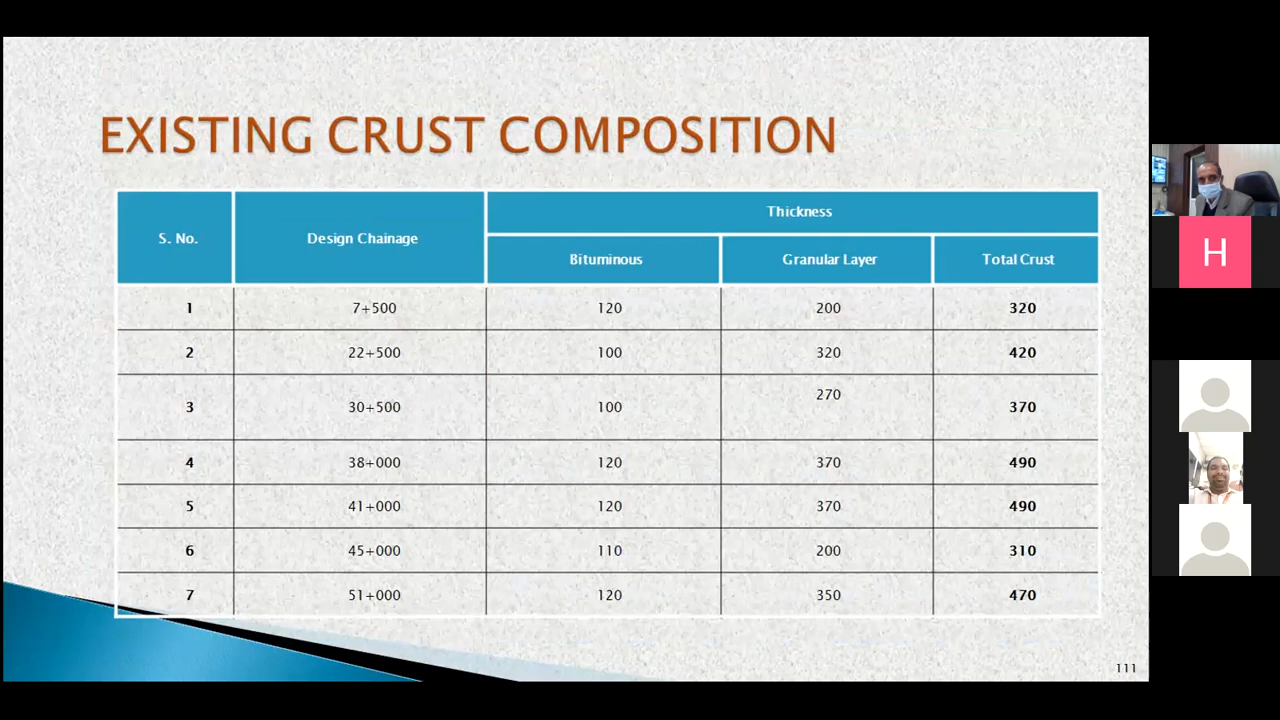 EXISTING CRUST COMPOSITION
S. No. Design Chainage Thickness
Bituminous Granular Layer Total Crust
1 7+500 120 200 320
2 22+500 100 320 420
3 30+500 100 270 370
4 38+000 120 370 490
5 41+000 120 370 490
6 45+000 110 200 310
7 51+000 120 350 470
111
H